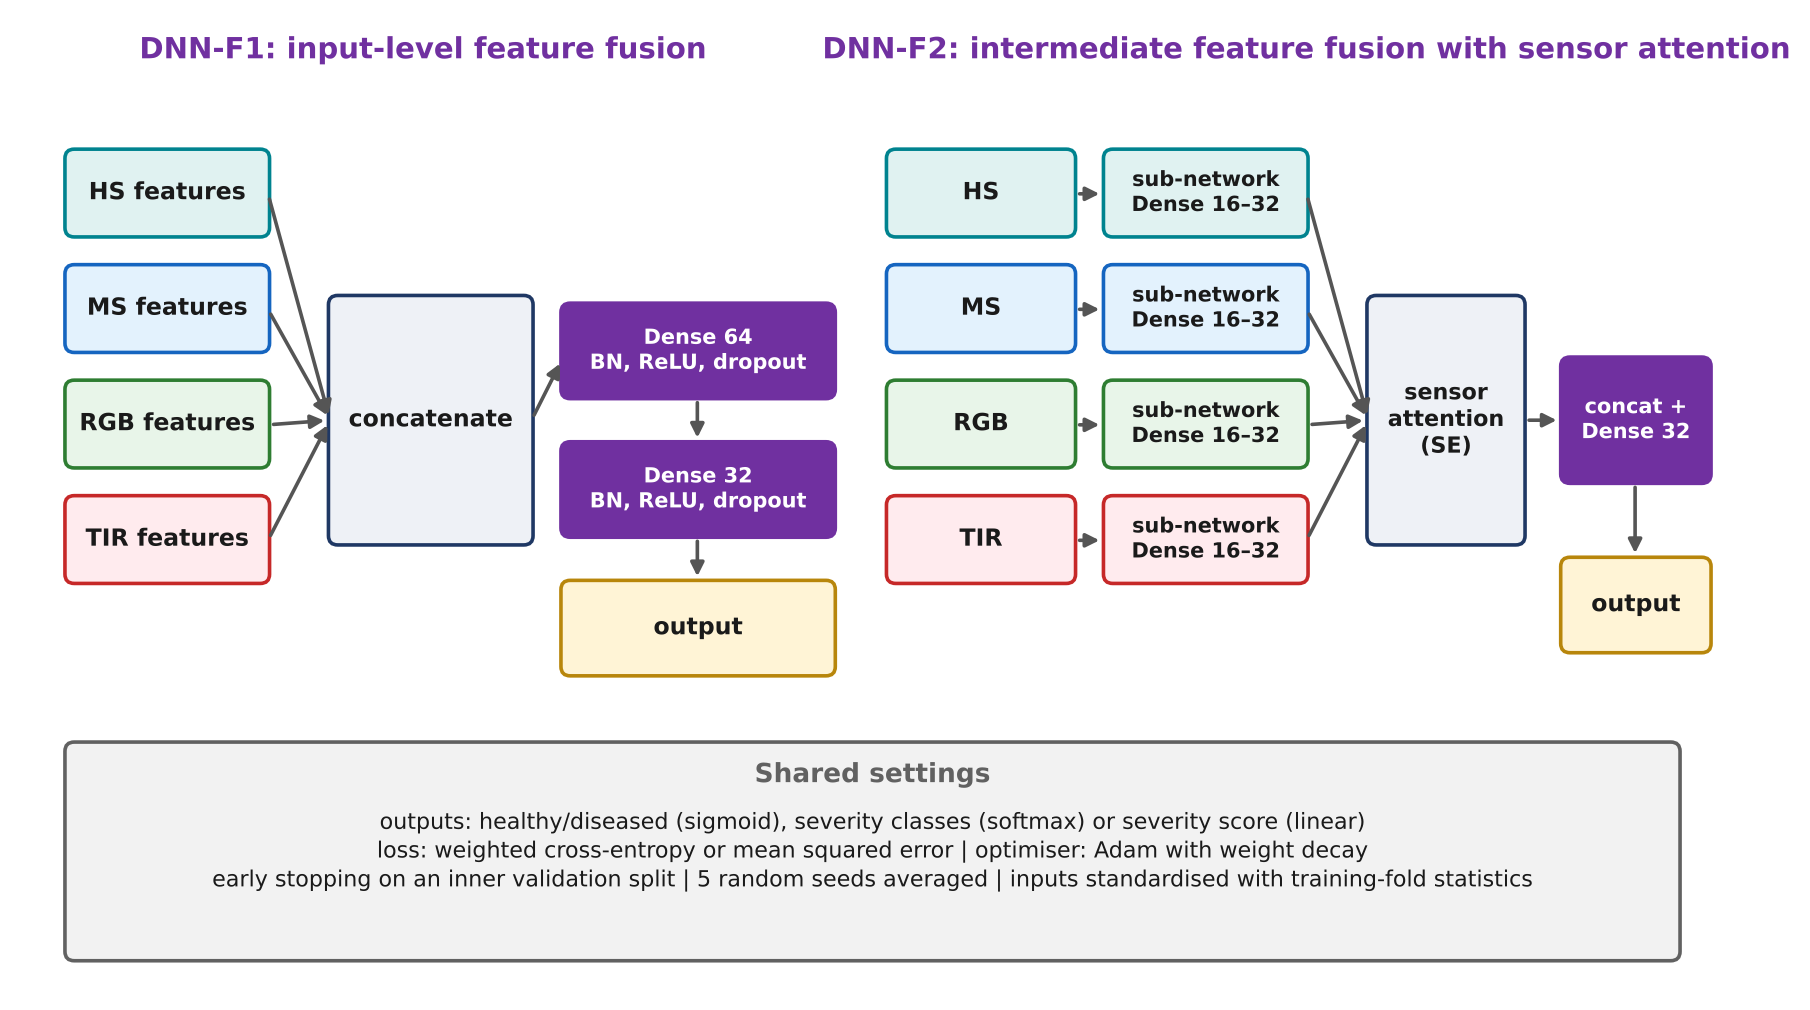 DNN-F1: input-level feature fusion
HS features
MS features
RGB features
TIR features
concatenate
Dense 64
BN, ReLU, dropout
Dense 32
BN, ReLU, dropout
output
DNN-F2: intermediate feature fusion with sensor attention
HS
sub-network
Dense 16–32
MS
sub-network
Dense 16–32
RGB
sub-network
Dense 16–32
TIR
sub-network
Dense 16–32
sensor
attention
(SE)
concat +
Dense 32
output
Shared settings
outputs: healthy/diseased (sigmoid), severity classes (softmax) or severity score (linear)
loss: weighted cross-entropy or mean squared error | optimiser: Adam with weight decay
early stopping on an inner validation split | 5 random seeds averaged | inputs standardised with training-fold statistics